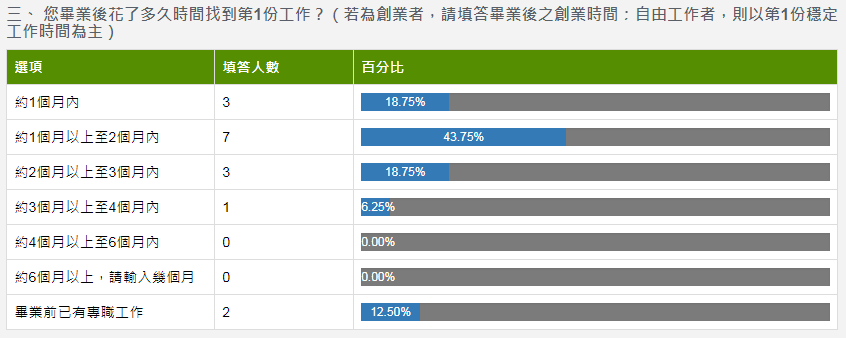 三、 您畢業後花了多久時間找到第1份工作？（若為創業者，請填答畢業後之創業時間；自由工作者，則以第1份穩定
工作時間為主）
選項 填答人數 百分比
約1個月內 3 18.75%
約1個月以上至2個月內 7 43.75%
約2個月以上至3個月內 3 18.75%
約3個月以上至4個月內 1 6.25%
約4個月以上至6個月內 0 0.00%
約6個月以上，請輸入幾個月 0 0.00%
畢業前已有專職工作 2 12.50%